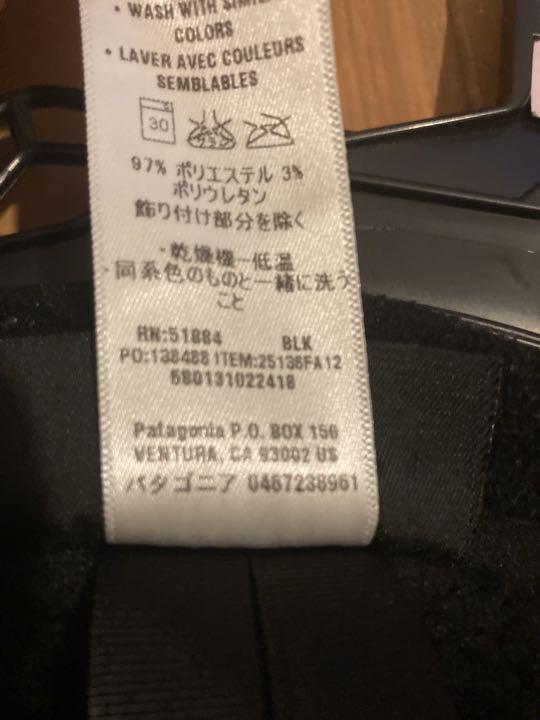 • WASH WITH SIMILAR
COLORS
• LAVER AVEC COULEURS
SEMBLABLES
30
97% ポリエステル 3%
ポリウレタン
飾り付け部分を除く
・乾燥機ー低温
・同系色のものと一緒に洗う
こと
RN:51884 BLK
PO:138488 ITEM:25136FA12
680131022418
Patagonia P.O. BOX 150
VENTURA, CA 93002 US
パタゴニア 0467238961